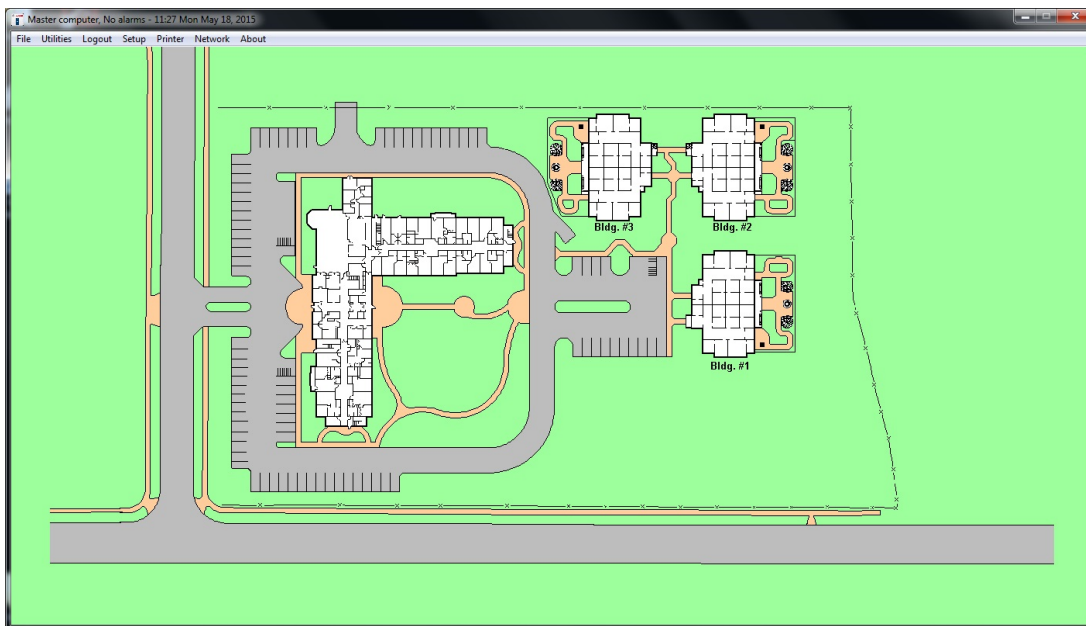 Master computer, No alarms - 11:27 Mon May 18, 2015
File Utilities Logout Setup Printer Network About
Bldg. #3 Bldg. #2
Bldg. #1